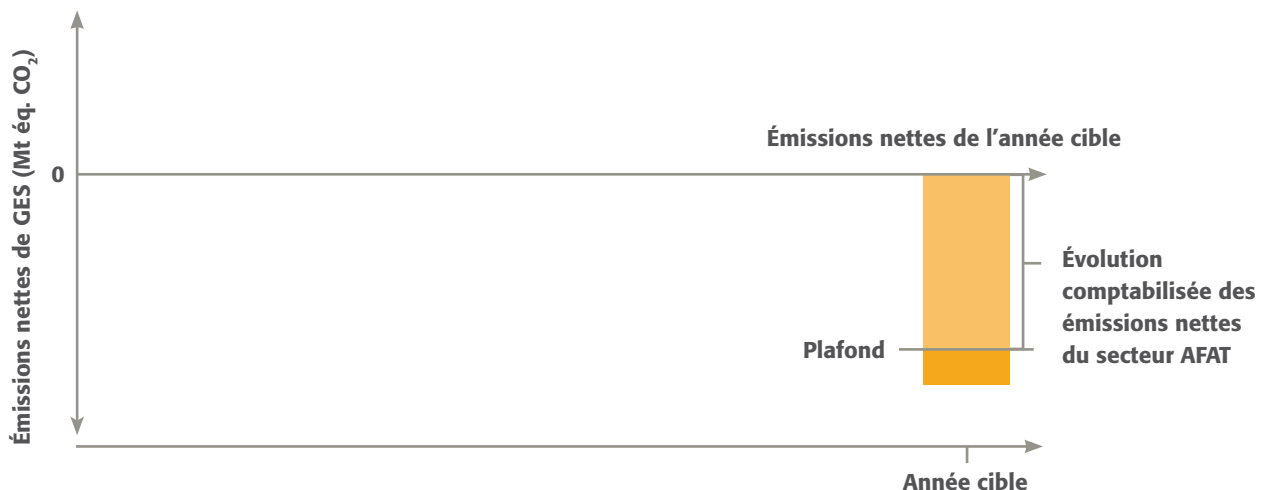 Émissions nettes de GES (Mt éq. CO₂)
Émissions nettes de l'année cible
0
Évolution
comptabilisée des
émissions nettes
du secteur AFAT
Plafond
Année cible